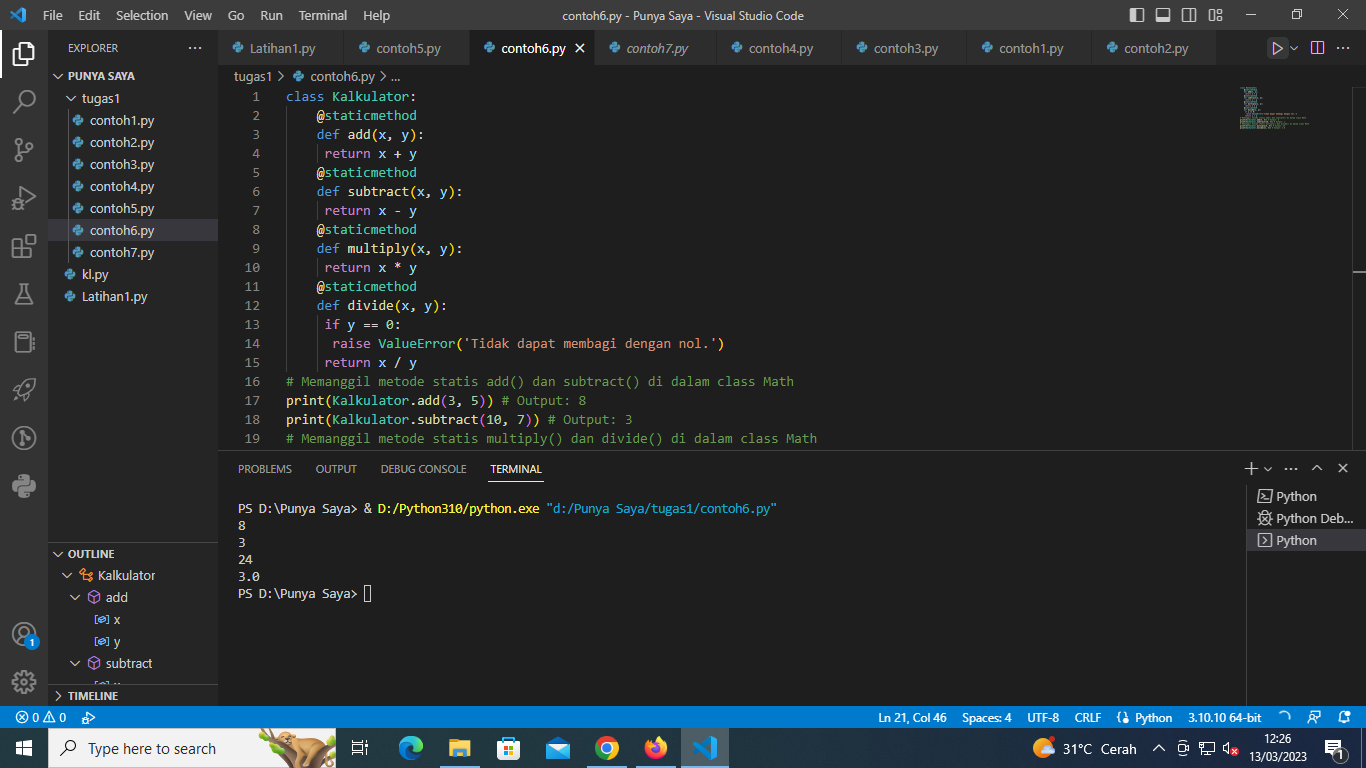 File Edit Selection View Go Run Terminal Help contoh6.py - Punya Saya - Visual Studio Code
EXPLORER
PUNYA SAYA
tugas1
contoh1.py
contoh2.py
contoh3.py
contoh4.py
contoh5.py
contoh6.py
contoh7.py
kl.py
Latihan1.py
OUTLINE
Kalkulator
add
x
y
subtract
TIMELINE
Latihan1.py contoh5.py contoh6.py contoh7.py contoh4.py contoh3.py contoh1.py contoh2.py
tugas1 > contoh6.py > ...
1 class Kalkulator:
2 @staticmethod
3 def add(x, y):
4 return x + y
5 @staticmethod
6 def subtract(x, y):
7 return x - y
8 @staticmethod
9 def multiply(x, y):
10 return x * y
11 @staticmethod
12 def divide(x, y):
13 if y == 0:
14 raise ValueError('Tidak dapat membagi dengan nol.')
15 return x / y
16 # Memanggil metode statis add() dan subtract() di dalam class Math
17 print(Kalkulator.add(3, 5)) # Output: 8
18 print(Kalkulator.subtract(10, 7)) # Output: 3
19 # Memanggil metode statis multiply() dan divide() di dalam class Math
PROBLEMS OUTPUT DEBUG CONSOLE TERMINAL
PS D:\Punya Saya> & D:/Python310/python.exe "d:/Punya Saya/tugas1/contoh6.py"
8
3
24
3.0
PS D:\Punya Saya>
Python
Python Deb...
Python
1
0 0 Ln 21, Col 46 Spaces: 4 UTF-8 CRLF Python 3.10.10 64-bit
Type here to search 31°C Cerah 12:26
13/03/2023 1